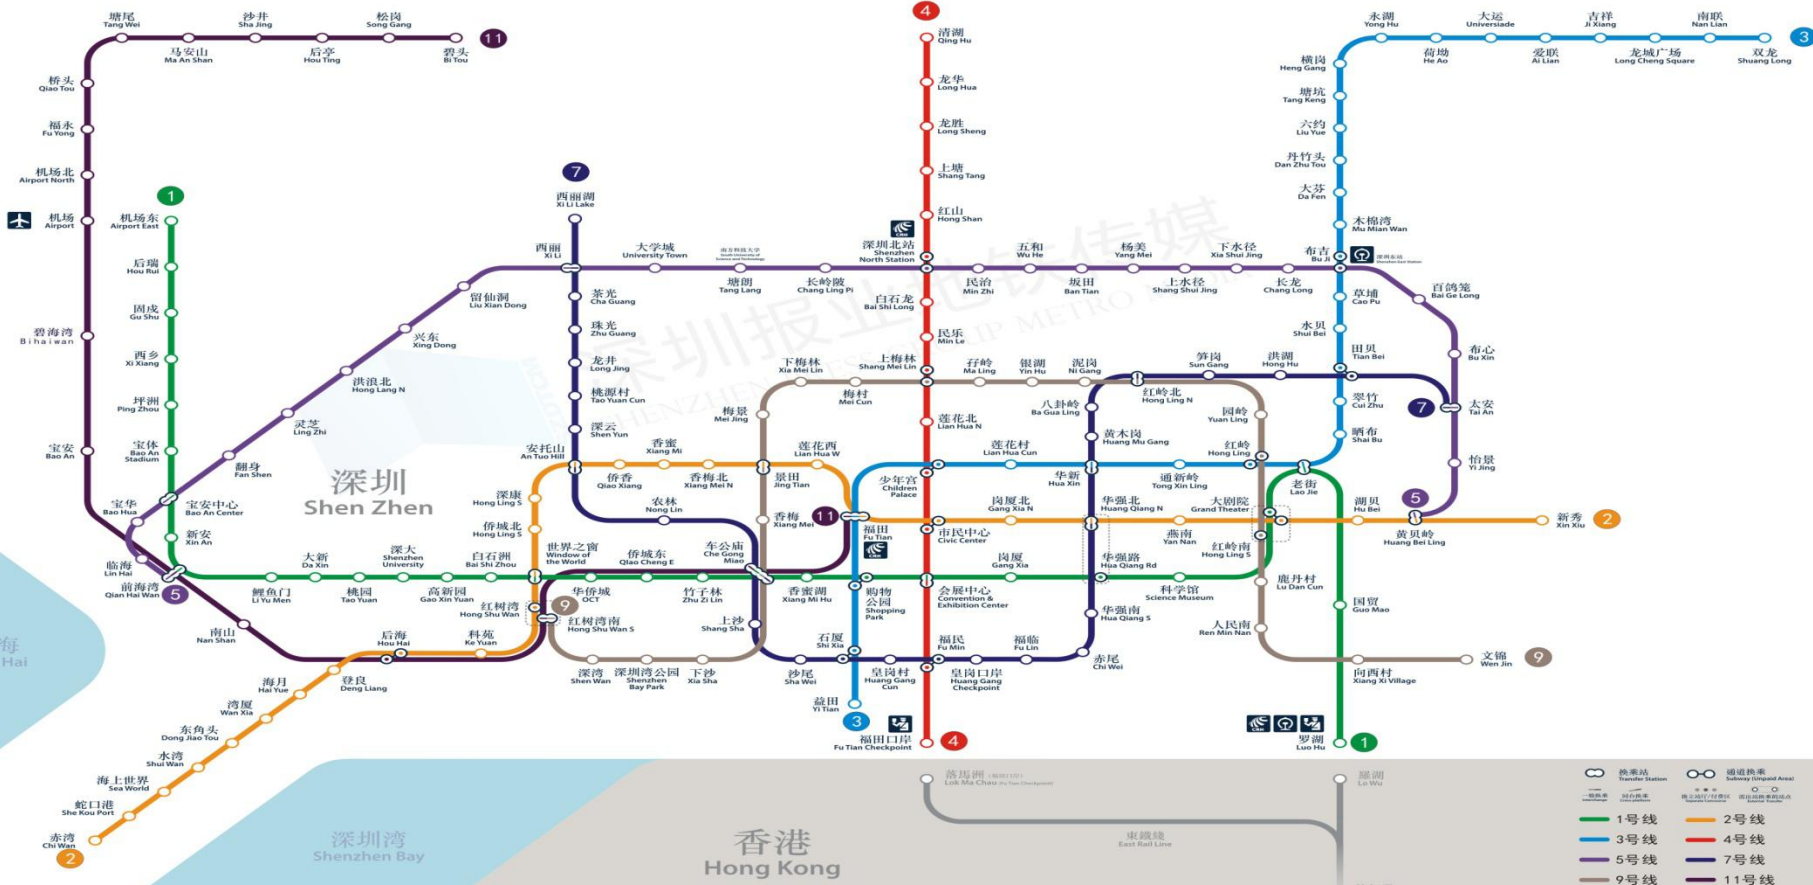 塘尾
Tang Wei
沙井
Sha Jing
松岗
Song Gang
11
马安山
Ma An Shan
后亭
Hou Ting
碧头
Bi Tou
桥头
Qiao Tou
福永
Fu Yong
机场北
Airport North
机场
Airport
碧海湾
Bihaiwan
宝安
Bao An
1
机场东
Airport East
后瑞
Hou Rui
固戍
Gu Shu
西乡
Xi Xiang
坪洲
Ping Zhou
宝体
Bao An
Stadium
宝安中心
Bao An Center
新安
Xin An
宝华
Bao Hua
临海
Lin Hai
前海湾
Qian Hai Wan
5
翻身
Fan Shen
灵芝
Ling Zhi
洪浪北
Hong Lang N
兴东
Xing Dong
留仙洞
Liu Xian Dong
7
西丽湖
Xi Li Lake
西丽
Xi Li
大学城
University Town
南方科技大学
South University of
Science and Technology
塘朗
Tang Lang
长岭陂
Chang Ling Pi
深圳北站
Shenzhen
North Station
民治
Min Zhi
五和
Wu He
坂田
Ban Tian
杨美
Yang Mei
上水径
Shang Shui Jing
下水径
Xia Shui Jing
长龙
Chang Long
布吉
Bu Ji
深圳东站
Shenzhen East Station
百鸽笼
Bai Ge Long
布心
Bu Xin
太安
Tai An
7
怡景
Yi Jing
5
黄贝岭
Huang Bei Ling
4
清湖
Qing Hu
龙华
Long Hua
龙胜
Long Sheng
上塘
Shang Tang
红山
Hong Shan
白石龙
Bai Shi Long
民乐
Min Le
上梅林
Shang Mei Lin
莲花北
Lian Hua N
少年宫
Children
Palace
市民中心
Civic Center
会展中心
Convention &
Exhibition Center
福民
Fu Min
福田口岸
Fu Tian Checkpoint
4
永湖
Yong Hu
大运
Universiade
吉祥
Ji Xiang
南联
Nan Lian
3
荷坳
He Ao
爱联
Ai Lian
龙城广场
Long Cheng Square
双龙
Shuang Long
横岗
Heng Gang
塘坑
Tang Keng
六约
Liu Yue
丹竹头
Dan Zhu Tou
大芬
Da Fen
木棉湾
Mu Mian Wan
草埔
Cao Pu
水贝
Shui Bei
田贝
Tian Bei
翠竹
Cui Zhu
晒布
Shai Bu
老街
Lao Jie
茶光
Cha Guang
珠光
Zhu Guang
龙井
Long Jing
桃源村
Tao Yuan Cun
深云
Shen Yun
安托山
An Tuo Hill
农林
Nong Lin
车公庙
Che Gong
Miao
上沙
Shang Sha
沙尾
Sha Wei
石厦
Shi Xia
皇岗村
Huang Gang
Cun
皇岗口岸
Huang Gang
Checkpoint
福临
Fu Lin
赤尾
Chi Wei
华强南
Hua Qiang S
华强北
Huang Qiang N
华强路
Hua Qiang Rd
华新
Hua Xin
黄木岗
Huang Mu Gang
八卦岭
Ba Gua Ling
红岭北
Hong Ling N
笋岗
Sun Gang
洪湖
Hong Hu
下梅林
Xia Mei Lin
梅村
Mei Cun
孖岭
Ma Ling
银湖
Yin Hu
泥岗
Ni Gang
园岭
Yuan Ling
红岭
Hong Ling
梅景
Mei Jing
景田
Jing Tian
香梅
Xiang Mei
香蜜
Xiang Mi
侨香
Qiao Xiang
香梅北
Xiang Mei N
莲花西
Lian Hua W
莲花村
Lian Hua Cun
通新岭
Tong Xin Ling
大剧院
Grand Theater
湖贝
Hu Bei
新秀
Xin Xiu
2
11
福田
Fu Tian
岗厦北
Gang Xia N
燕南
Yan Nan
红岭南
Hong Ling S
鹿丹村
Lu Dan Cun
人民南
Ren Min Nan
向西村
Xiang Xi Village
文锦
Wen Jin
9
国贸
Guo Mao
罗湖
Luo Hu
1
深康
Hong Ling S
侨城北
Hong Ling S
世界之窗
Window of
the World
侨城东
QIao Cheng E
华侨城
OCT
竹子林
Zhu Zi Lin
香蜜湖
Xiang Mi Hu
购物
公园
Shopping
Park
岗厦
Gang Xia
科学馆
Science Museum
益田
Yi Tian
3
鲤鱼门
Li Yu Men
大新
Da Xin
桃园
Tao Yuan
深大
Shenzhen
University
高新园
Gao Xin Yuan
白石洲
Bai Shi Zhou
红树湾
Hong Shu Wan
9
红树湾南
Hong Shu Wan S
深湾
Shen Wan
深圳湾公园
Shenzhen
Bay Park
下沙
Xia Sha
南山
Nan Shan
后海
Hou Hai
科苑
Ke Yuan
登良
Deng Liang
海月
Hai Yue
湾厦
Wan Xia
东角头
Dong Jiao Tou
水湾
Shui Wan
海上世界
Sea World
蛇口港
She Kou Port
赤湾
Chi Wan
2
深圳
Shen Zhen
海
Hai
深圳湾
Shenzhen Bay
香港
Hong Kong
落馬洲
Lok Ma Chau
東鐵綫
East Rail Line
羅湖
Lo Wu
换乘站
Transfer Station
通道换乘
Subway (Unpaid Area)
1号线
2号线
3号线
4号线
5号线
7号线
9号线
11号线